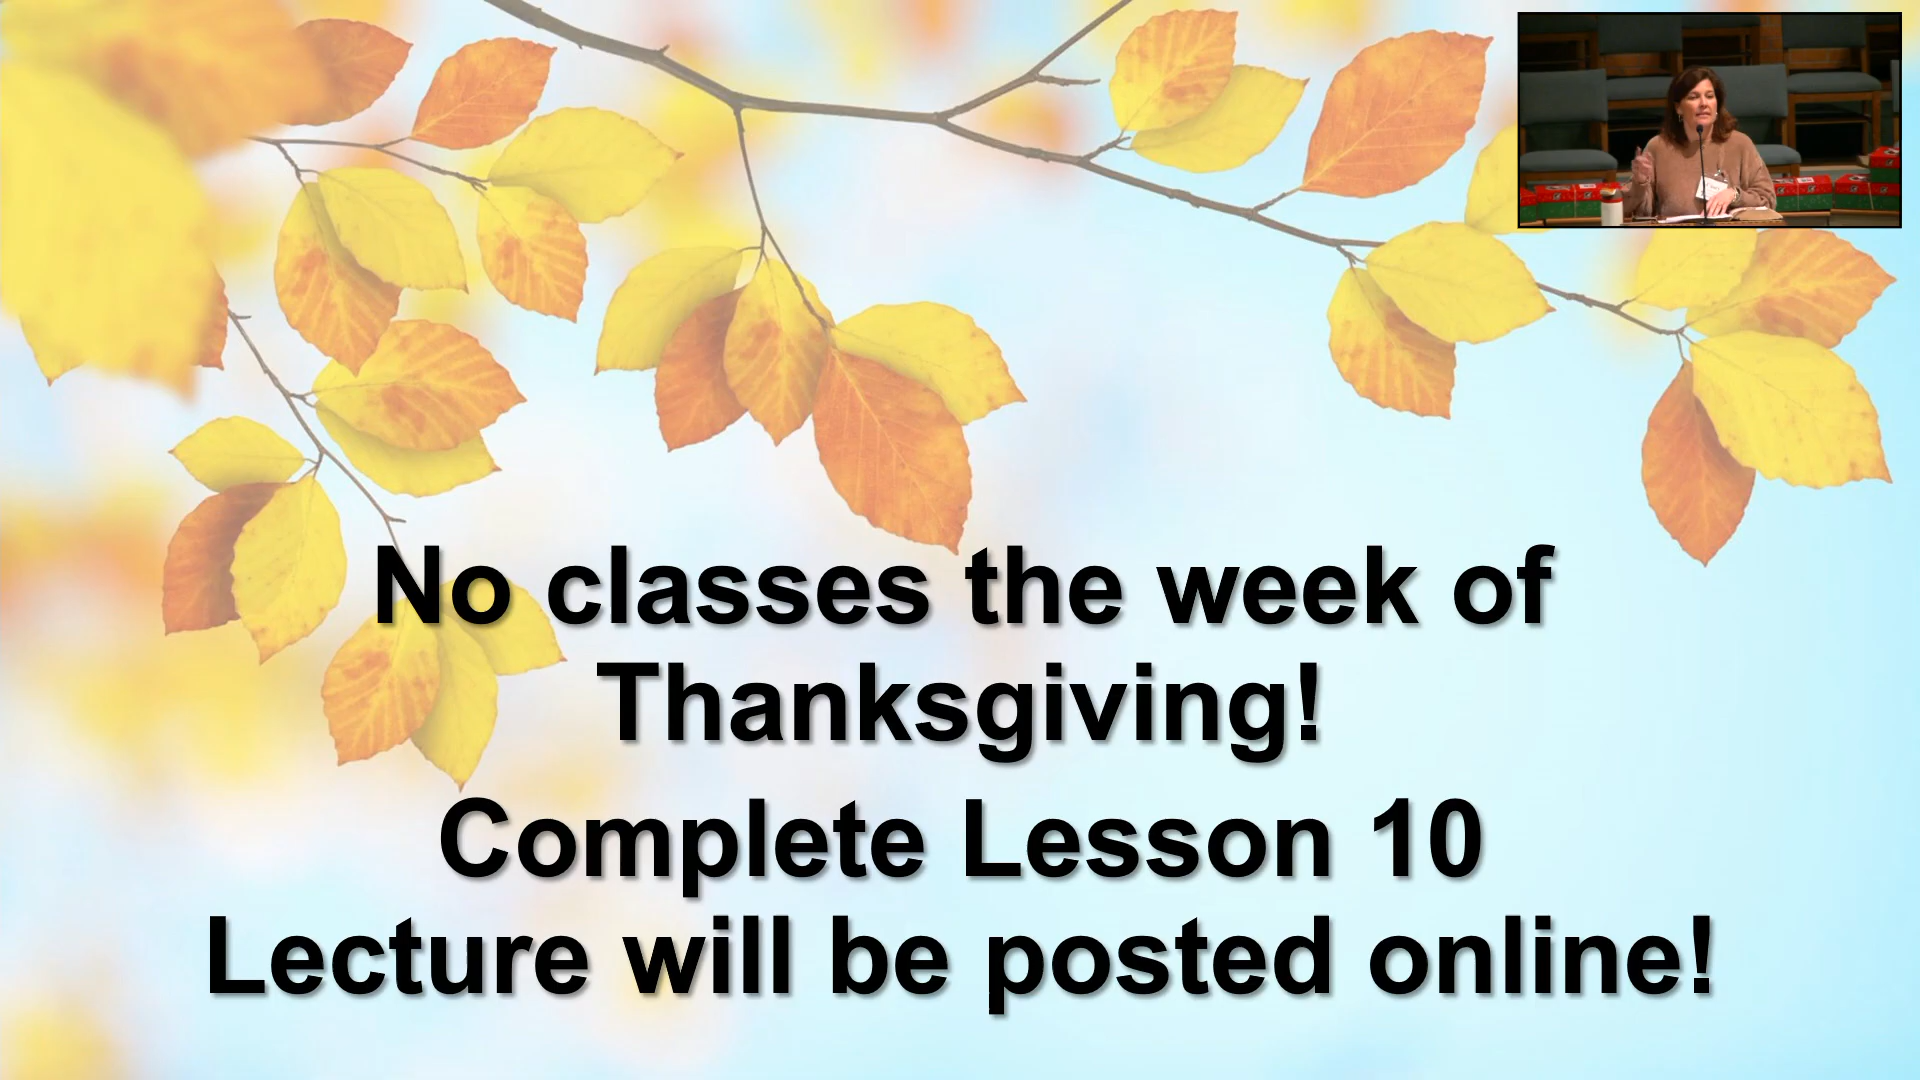 No classes the week of
Thanksgiving!
Complete Lesson 10
Lecture will be posted online!